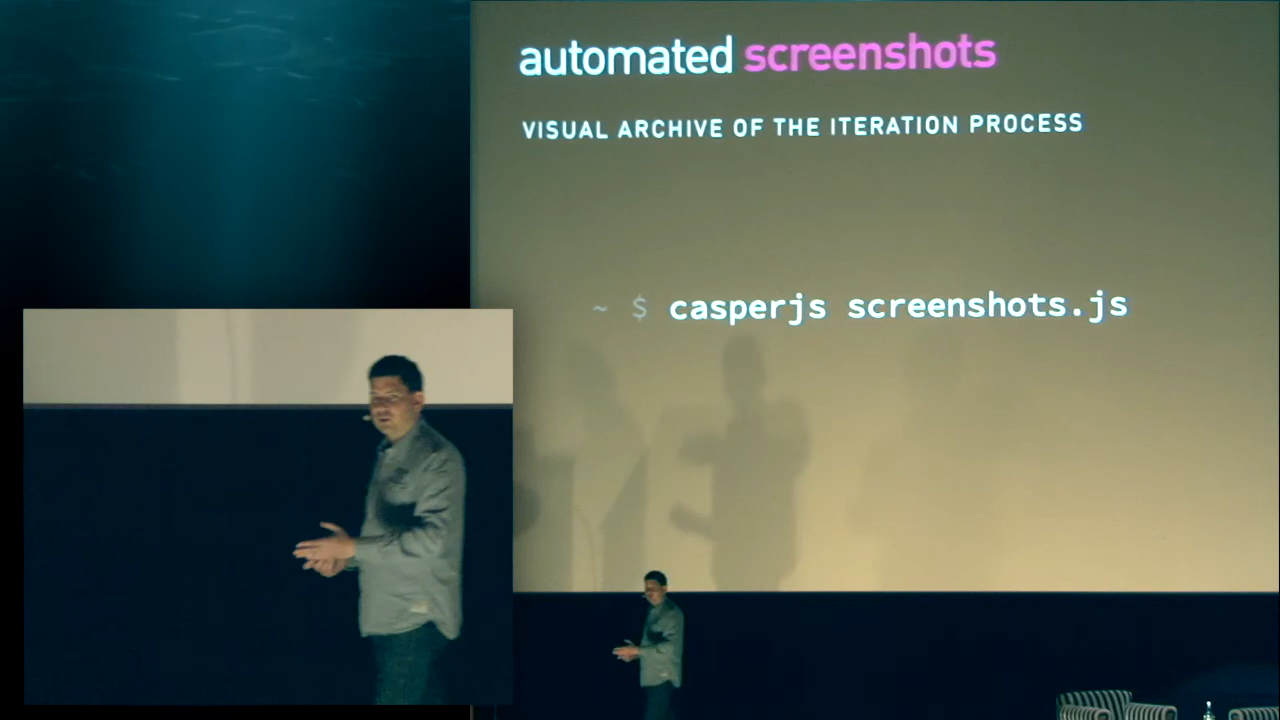 automated screenshots
VISUAL ARCHIVE OF THE ITERATION PROCESS
~ $ casperjs screenshots.js